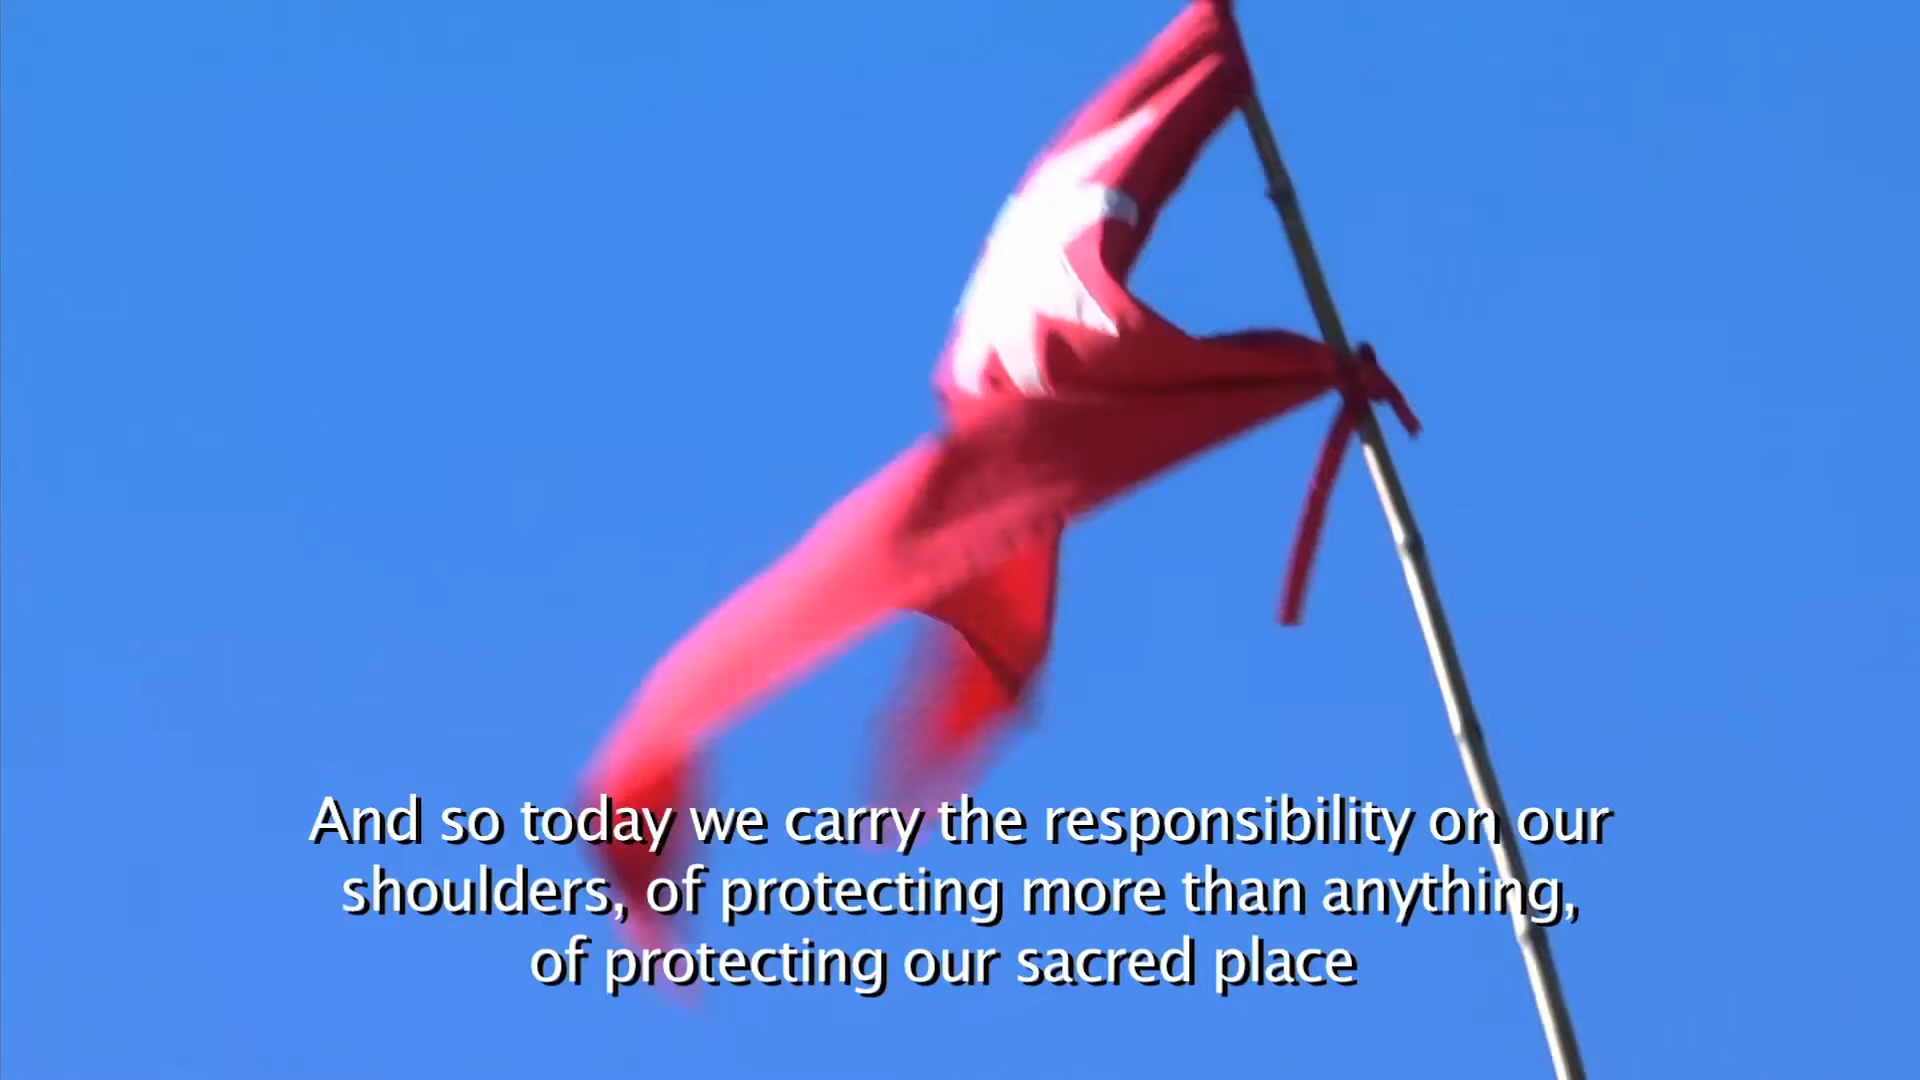 And so today we carry the responsibility on our
shoulders, of protecting more than anything,
of protecting our sacred place